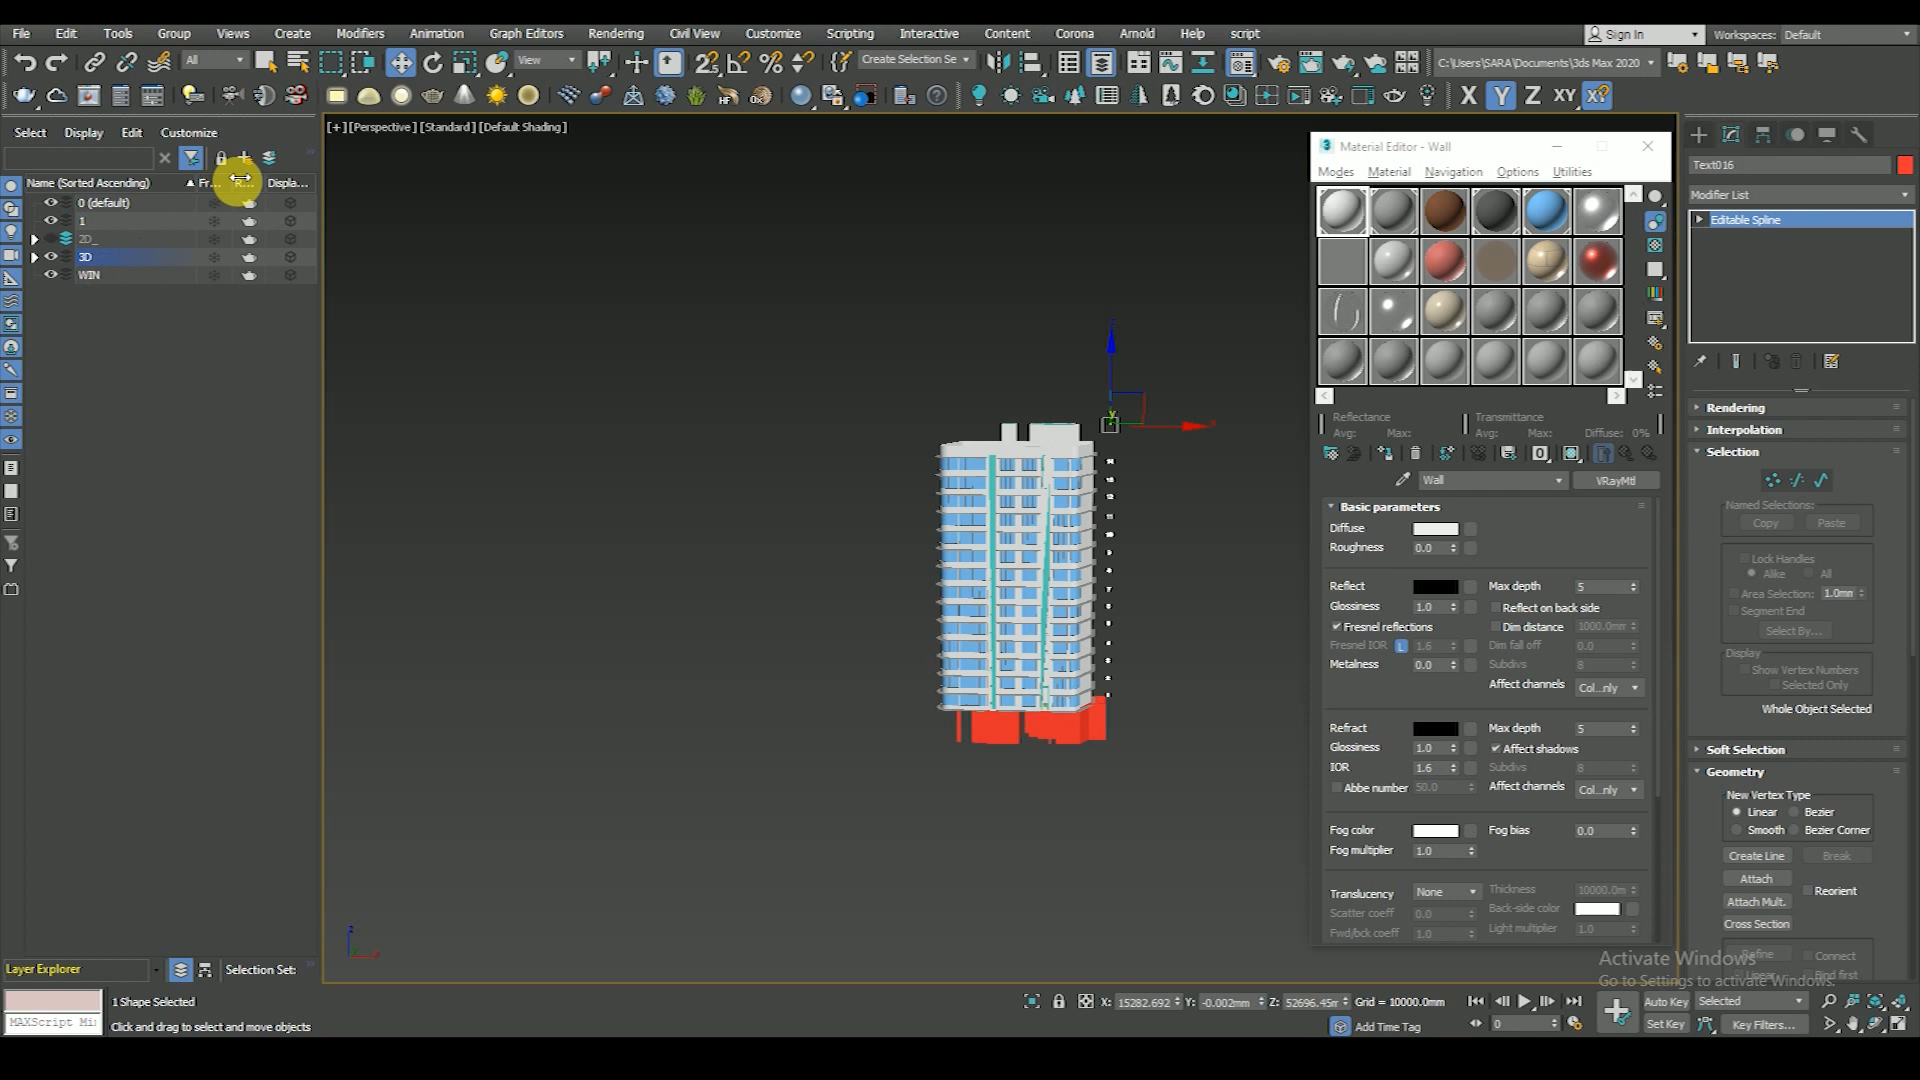 File Edit Tools Group Views Create Modifiers Animation Graph Editors Rendering Civil View Customize Scripting Interactive Content Corona Arnold Help script Sign In Workspaces: Default
All View Create Selection Se C:\Users\SARA\Documents\3ds Max 2020
X Y Z XY
Select Display Edit Customize
[+] [Perspective] [Standard] [Default Shading]
Name (Sorted Ascending) Fr... R... Displa...
0 (default)
1
2D_
3D
WIN
Material Editor - Wall
Modes Material Navigation Options Utilities
Reflectance Transmittance
Avg: Max: Avg: Max: Diffuse: 0%
Wall VRayMtl
Basic parameters
Diffuse
Roughness 0.0
Reflect Max depth 5
Glossiness 1.0 Reflect on back side
Fresnel reflections Dim distance 1000.0mm
Fresnel IOR L 1.6 Dim fall off 0.0
Metalness 0.0 Subdivs 8
Affect channels Col...nly
Refract Max depth 5
Glossiness 1.0 Affect shadows
IOR 1.6 Subdivs 8
Abbe number 50.0 Affect channels Col...nly
Fog color Fog bias 0.0
Fog multiplier 1.0
Translucency None Thickness 10000.0m
Scatter coeff 0.0 Back-side color
Fwd/bck coeff 1.0 Light multiplier 1.0
Text016
Modifier List
Editable Spline
Rendering
Interpolation
Selection
Named Selections:
Copy Paste
Lock Handles
Alike All
Area Selection: 1.0mm
Segment End
Select By...
Display
Show Vertex Numbers
Selected Only
Whole Object Selected
Soft Selection
Geometry
New Vertex Type
Linear Bezier
Smooth Bezier Corner
Create Line Break
Attach
Reorient
Attach Mult.
Cross Section
Refine Connect
Linear Bind first
Activate Windows
Go to Settings to activate Windows.
Layer Explorer Selection Set:
1 Shape Selected
MAXScript Mi
Click and drag to select and move objects
X: 15282.692 Y: -0.002mm Z: 52696.45m Grid = 10000.0mm
Add Time Tag
0
Auto Key Selected
Set Key Key Filters...